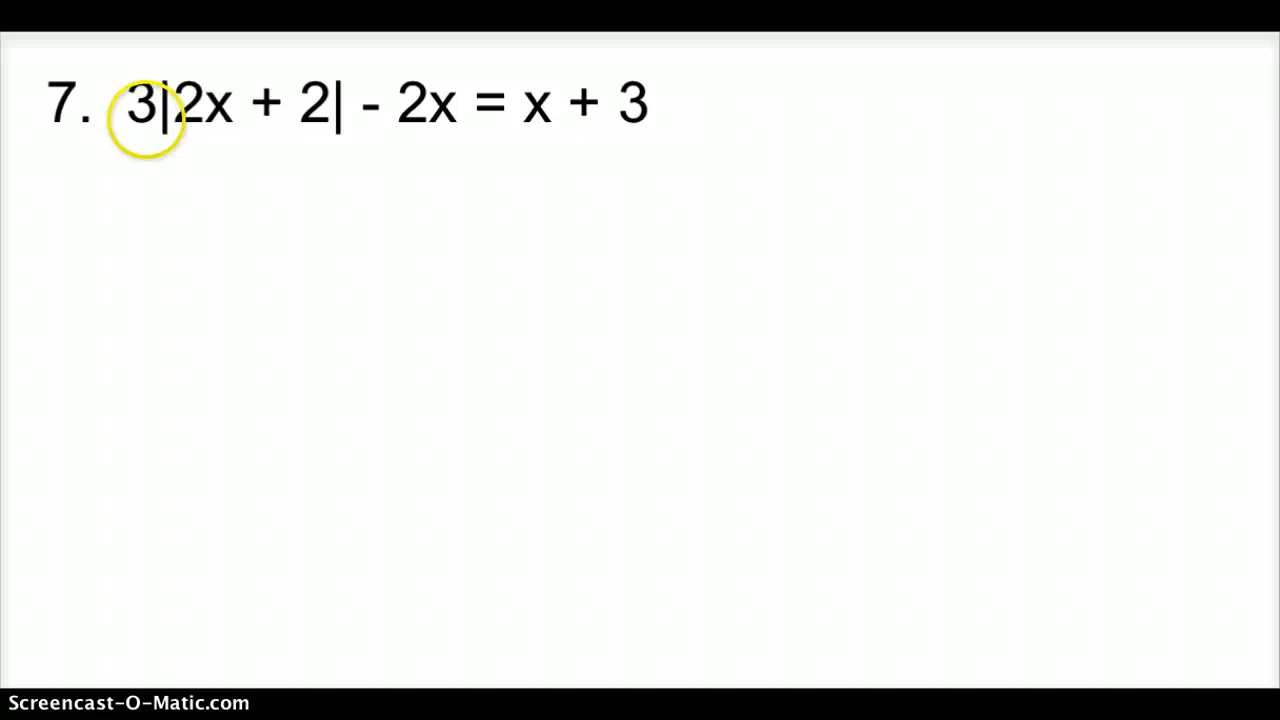 7. 3|2x + 2| - 2x = x + 3
Screencast-O-Matic.com